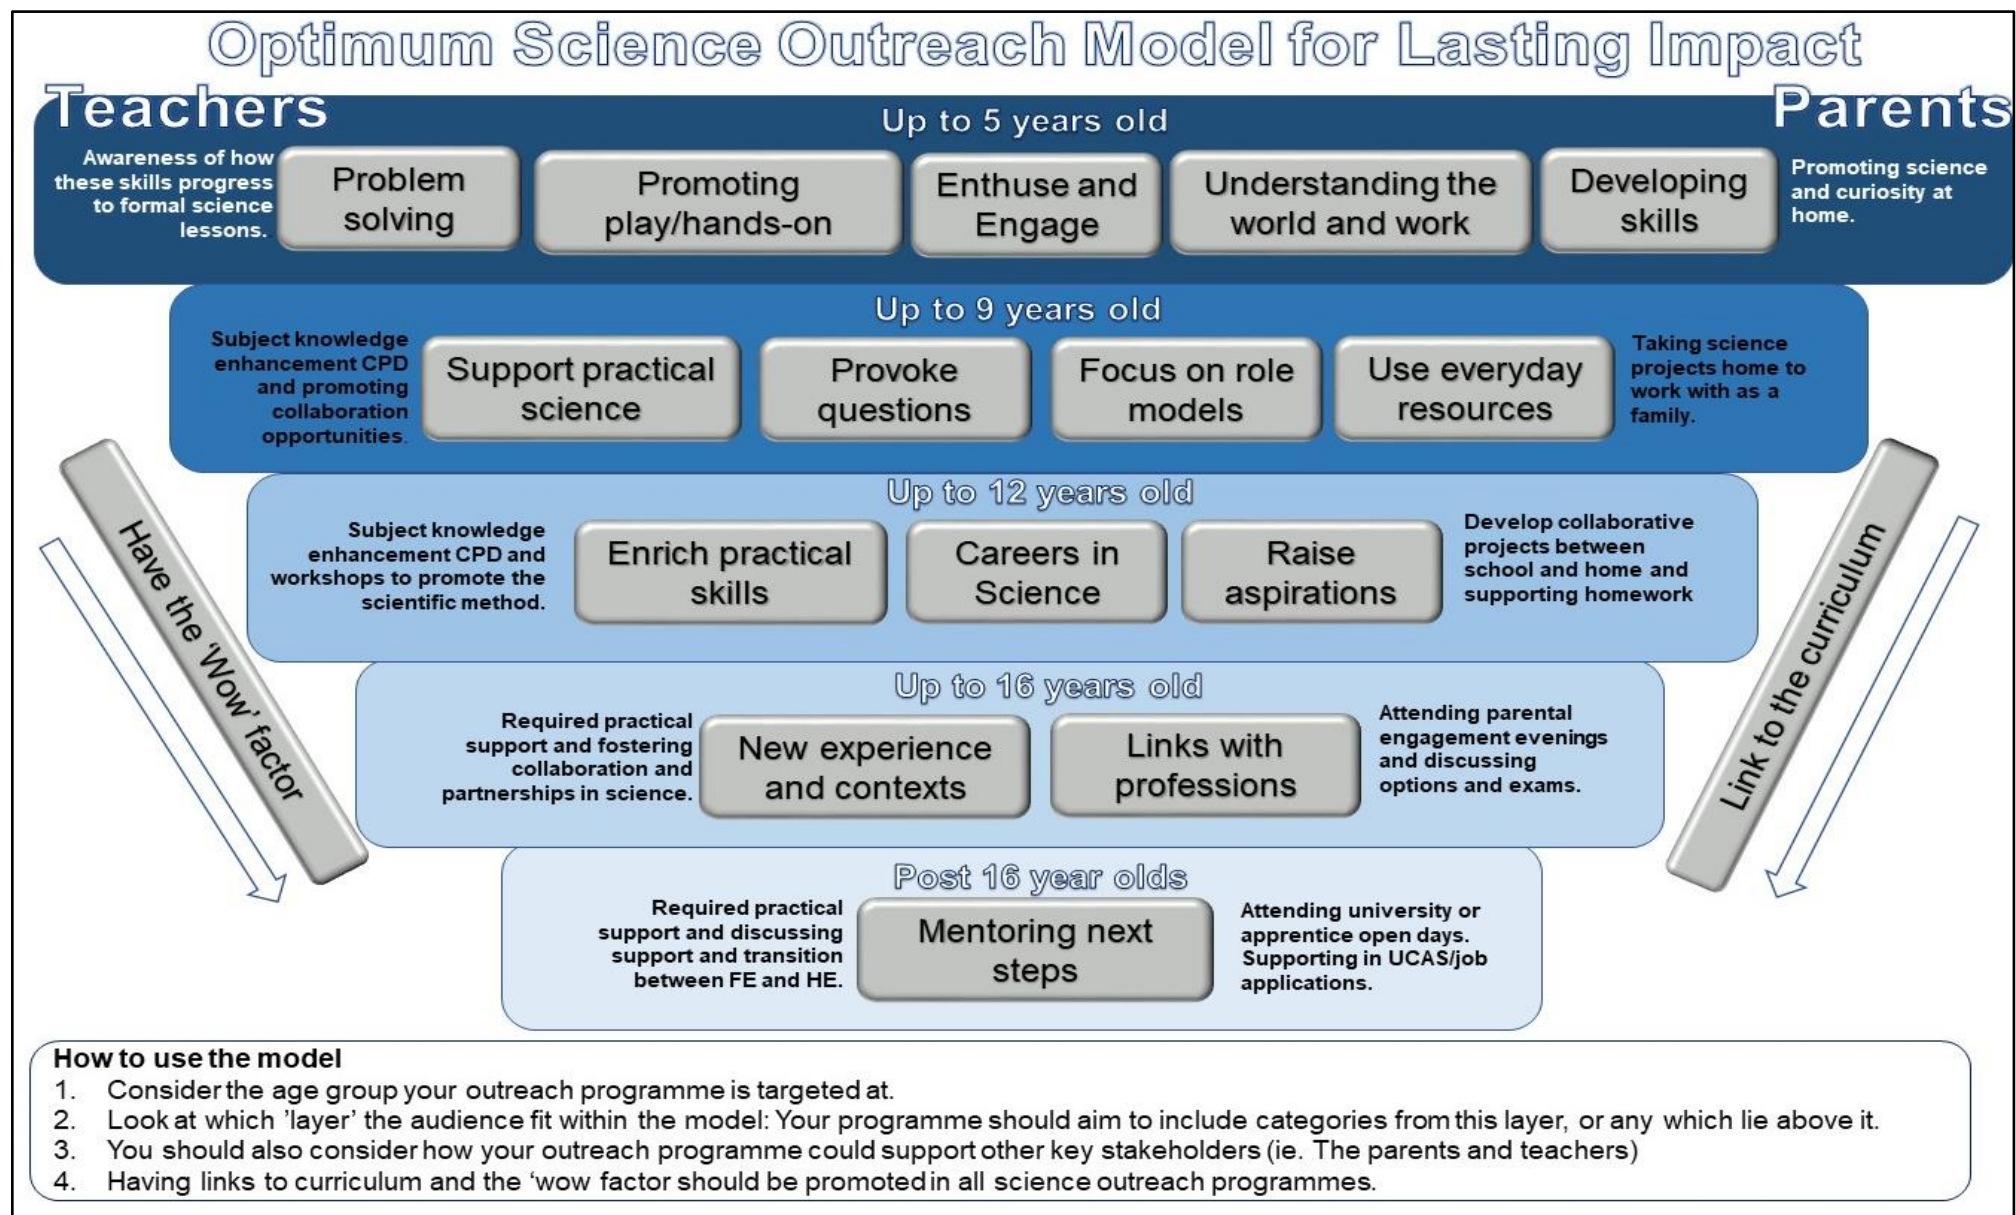 Optimum Science Outreach Model for Lasting Impact
Teachers
Parents
Up to 5 years old
Awareness of how
these skills progress
to formal science
lessons.
Problem
solving
Promoting
play/hands-on
Enthuse and
Engage
Understanding the
world and work
Developing
skills
Promoting science
and curiosity at
home.
Up to 9 years old
Subject knowledge
enhancement CPD
and promoting
collaboration
opportunities.
Support practical
science
Provoke
questions
Focus on role
models
Use everyday
resources
Taking science
projects home to
work with as a
family.
Have the 'Wow' factor
Link to the curriculum
Up to 12 years old
Subject knowledge
enhancement CPD and
workshops to promote the
scientific method.
Enrich practical
skills
Careers in
Science
Raise
aspirations
Develop collaborative
projects between
school and home and
supporting homework
Up to 16 years old
Required practical
support and fostering
collaboration and
partnerships in science.
New experience
and contexts
Links with
professions
Attending parental
engagement evenings
and discussing
options and exams.
Post 16 year olds
Required practical
support and discussing
support and transition
between FE and HE.
Mentoring next
steps
Attending university or
apprentice open days.
Supporting in UCAS/job
applications.
How to use the model
1. Consider the age group your outreach programme is targeted at.
2. Look at which 'layer' the audience fit within the model: Your programme should aim to include categories from this layer, or any which lie above it.
3. You should also consider how your outreach programme could support other key stakeholders (ie. The parents and teachers)
4. Having links to curriculum and the 'wow factor should be promoted in all science outreach programmes.